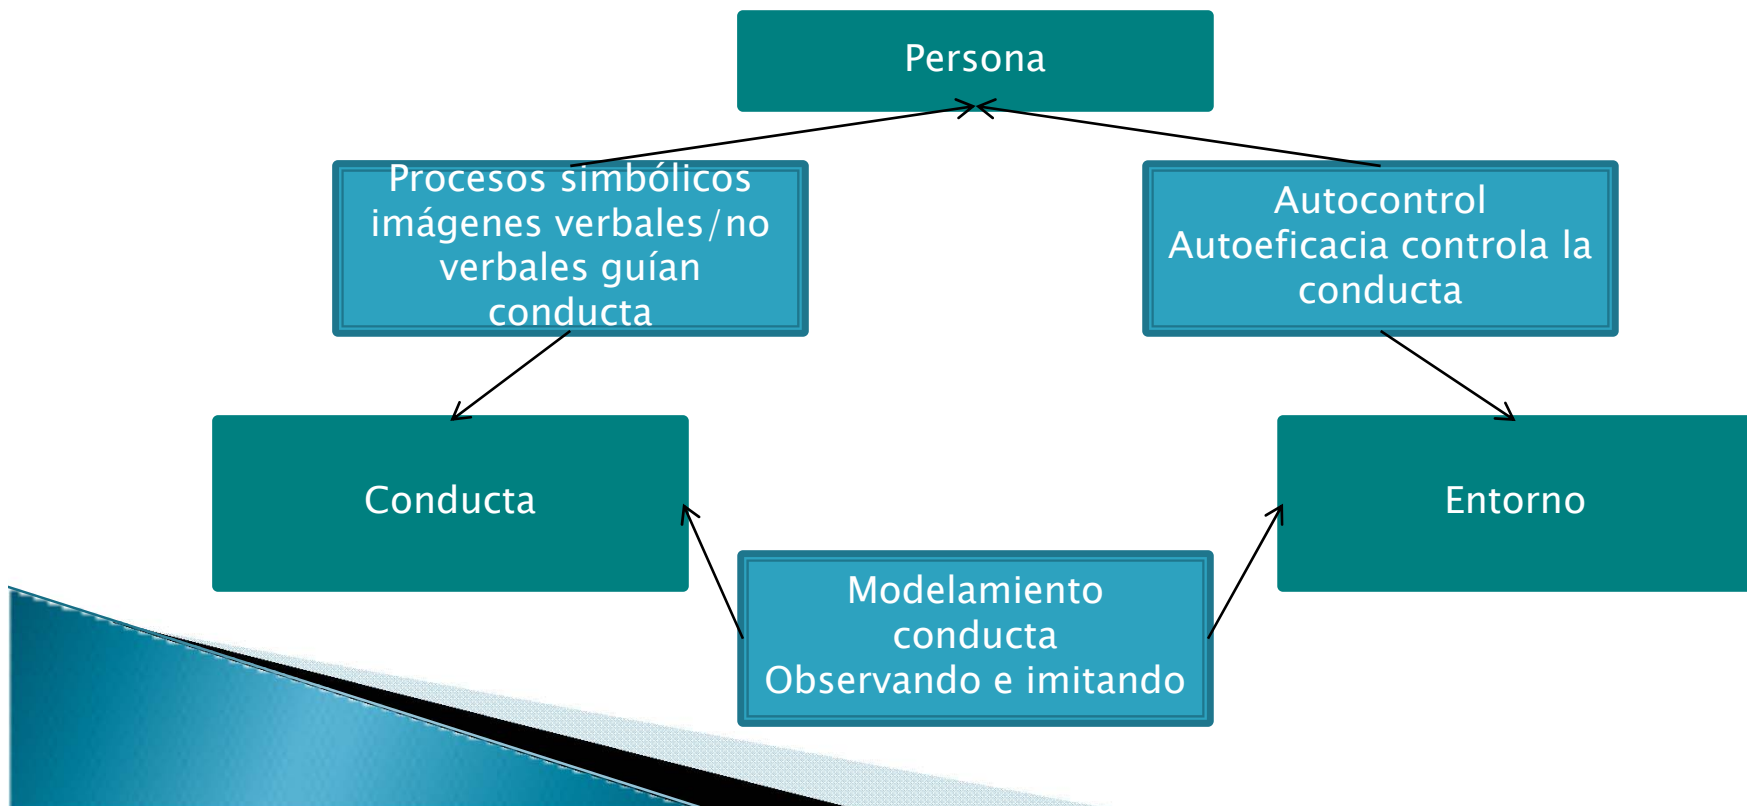 Persona
Procesos simbólicos
imágenes verbales/no
verbales guían
conducta
Autocontrol
Autoeficacia controla la
conducta
Conducta
Entorno
Modelamiento
conducta
Observando e imitando